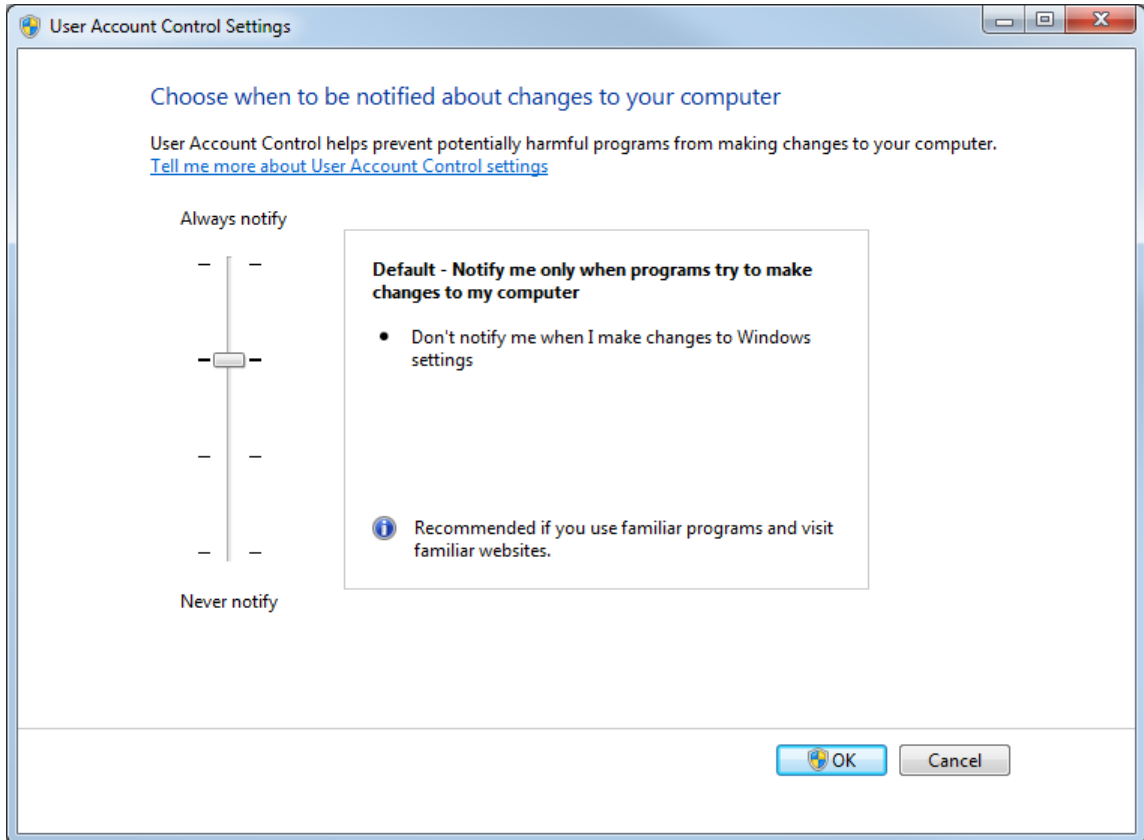 User Account Control Settings
Choose when to be notified about changes to your computer
User Account Control helps prevent potentially harmful programs from making changes to your computer.
Tell me more about User Account Control settings
Always notify
Default - Notify me only when programs try to make
changes to my computer
• Don't notify me when I make changes to Windows
settings
Recommended if you use familiar programs and visit
familiar websites.
Never notify
OK
Cancel